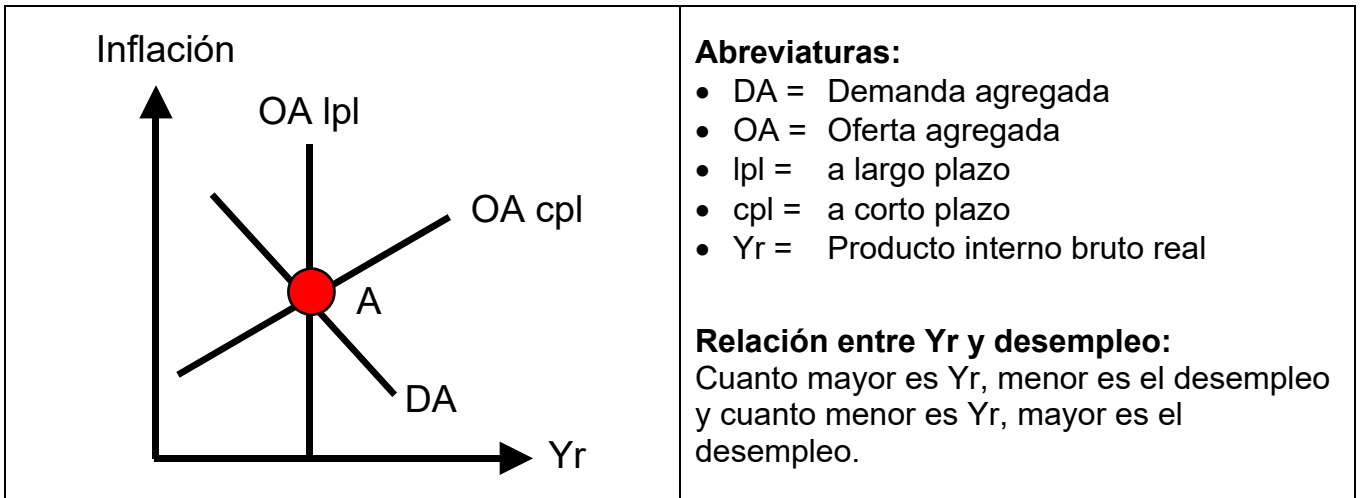 Inflación
OA lpl
OA cpl
A
DA
Yr
Abreviaturas:
• DA = Demanda agregada
• OA = Oferta agregada
• lpl = a largo plazo
• cpl = a corto plazo
• Yr = Producto interno bruto real
Relación entre Yr y desempleo:
Cuanto mayor es Yr, menor es el desempleo
y cuanto menor es Yr, mayor es el
desempleo.